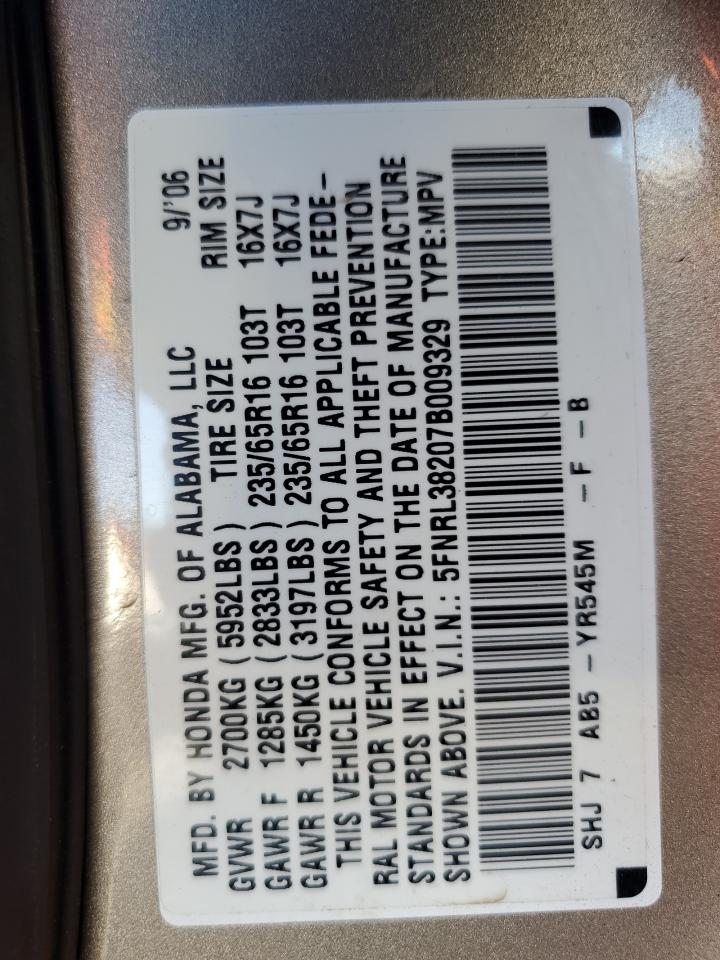 MFD. BY HONDA MFG. OF ALABAMA, LLC 9/'06
GVWR 2700KG ( 5952LBS ) TIRE SIZE RIM SIZE
GAWR F 1285KG ( 2833LBS ) 235/65R16 103T 16X7J
GAWR R 1450KG ( 3197LBS ) 235/65R16 103T 16X7J
THIS VEHICLE CONFORMS TO ALL APPLICABLE FEDE-
RAL MOTOR VEHICLE SAFETY AND THEFT PREVENTION
STANDARDS IN EFFECT ON THE DATE OF MANUFACTURE
SHOWN ABOVE. V.I.N.: 5FNRL38207B009329 TYPE:MPV
SHJ 7 AB5 - YR545M - F - B